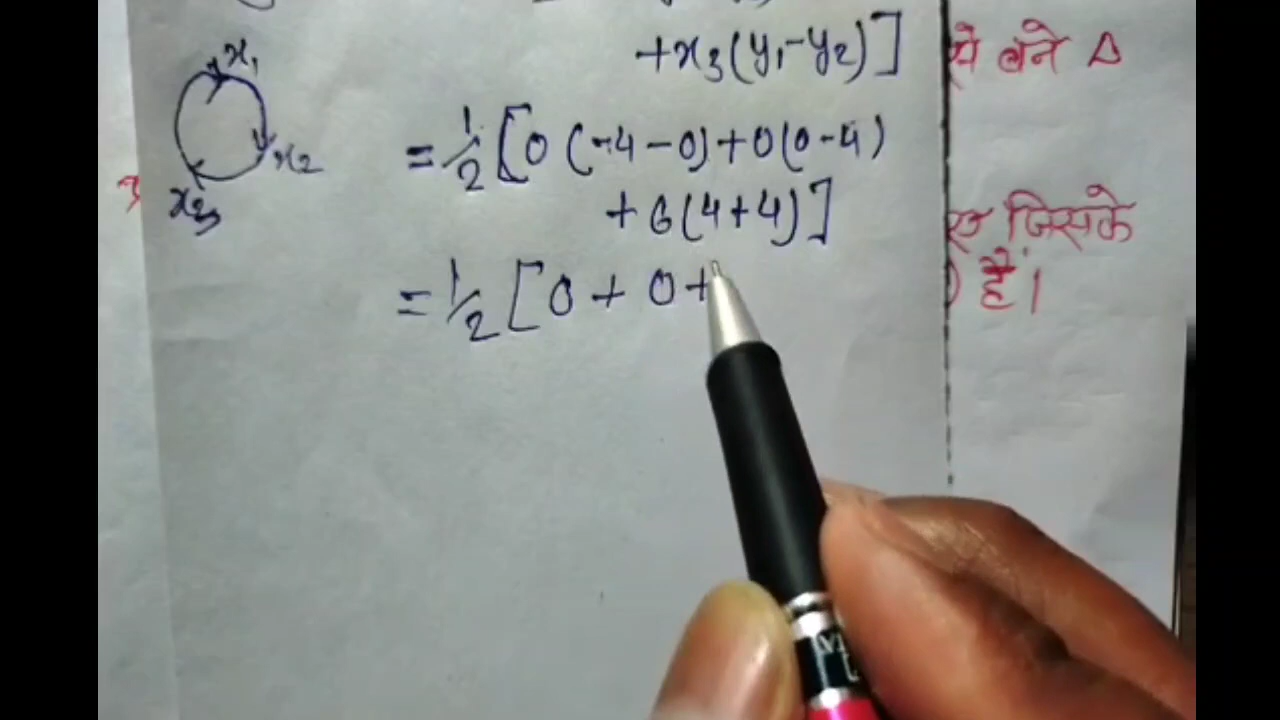 +x₃(y₁-y₂)]
x₁
x₂
x₃
=1/2[0(-4-0)+0(0-4)
+6(4+4)]
=1/2[0+0+
से बने Δ
जिसके
है।